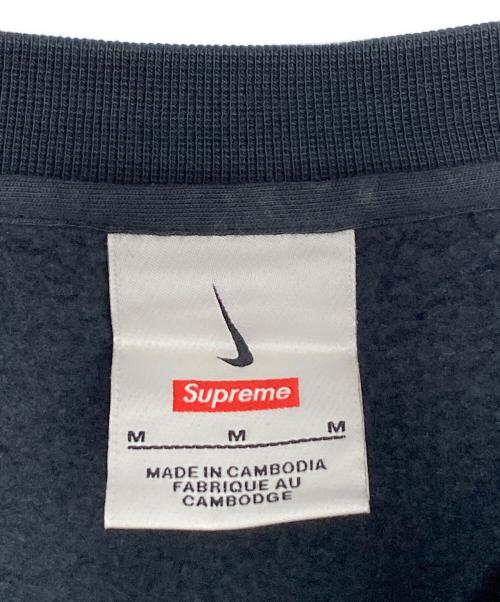 Supreme
M M M
MADE IN CAMBODIA
FABRIQUE AU
CAMBODGE